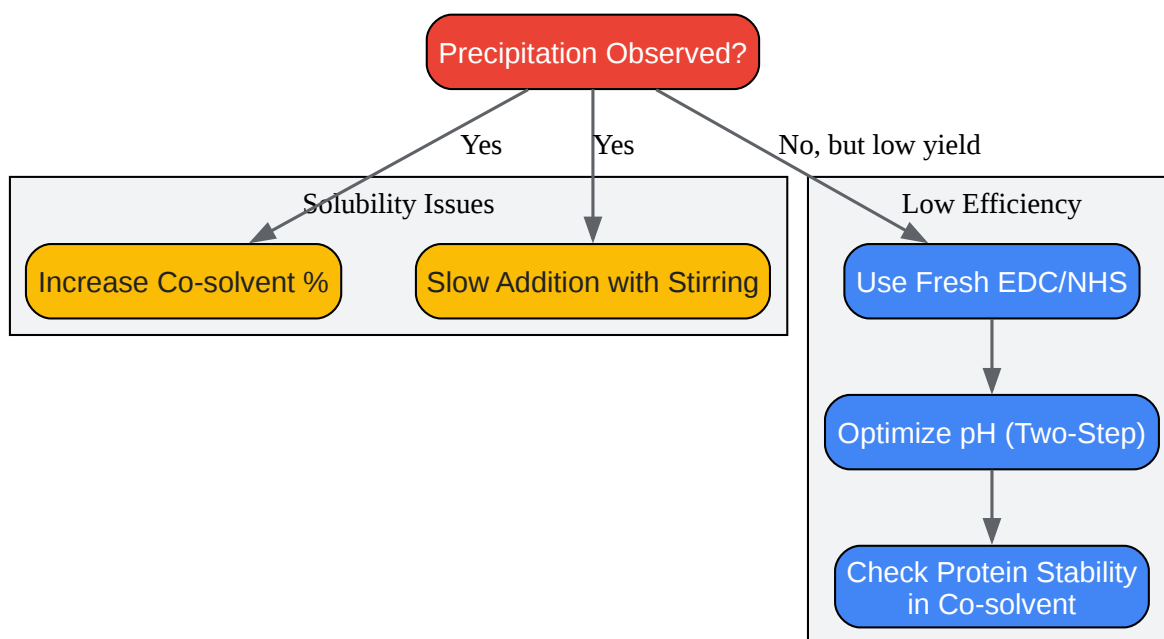 Precipitation Observed?
Yes
Yes
No, but low yield
Solubility Issues
Low Efficiency
Increase Co-solvent %
Slow Addition with Stirring
Use Fresh EDC/NHS
Optimize pH (Two-Step)
Check Protein Stability
in Co-solvent